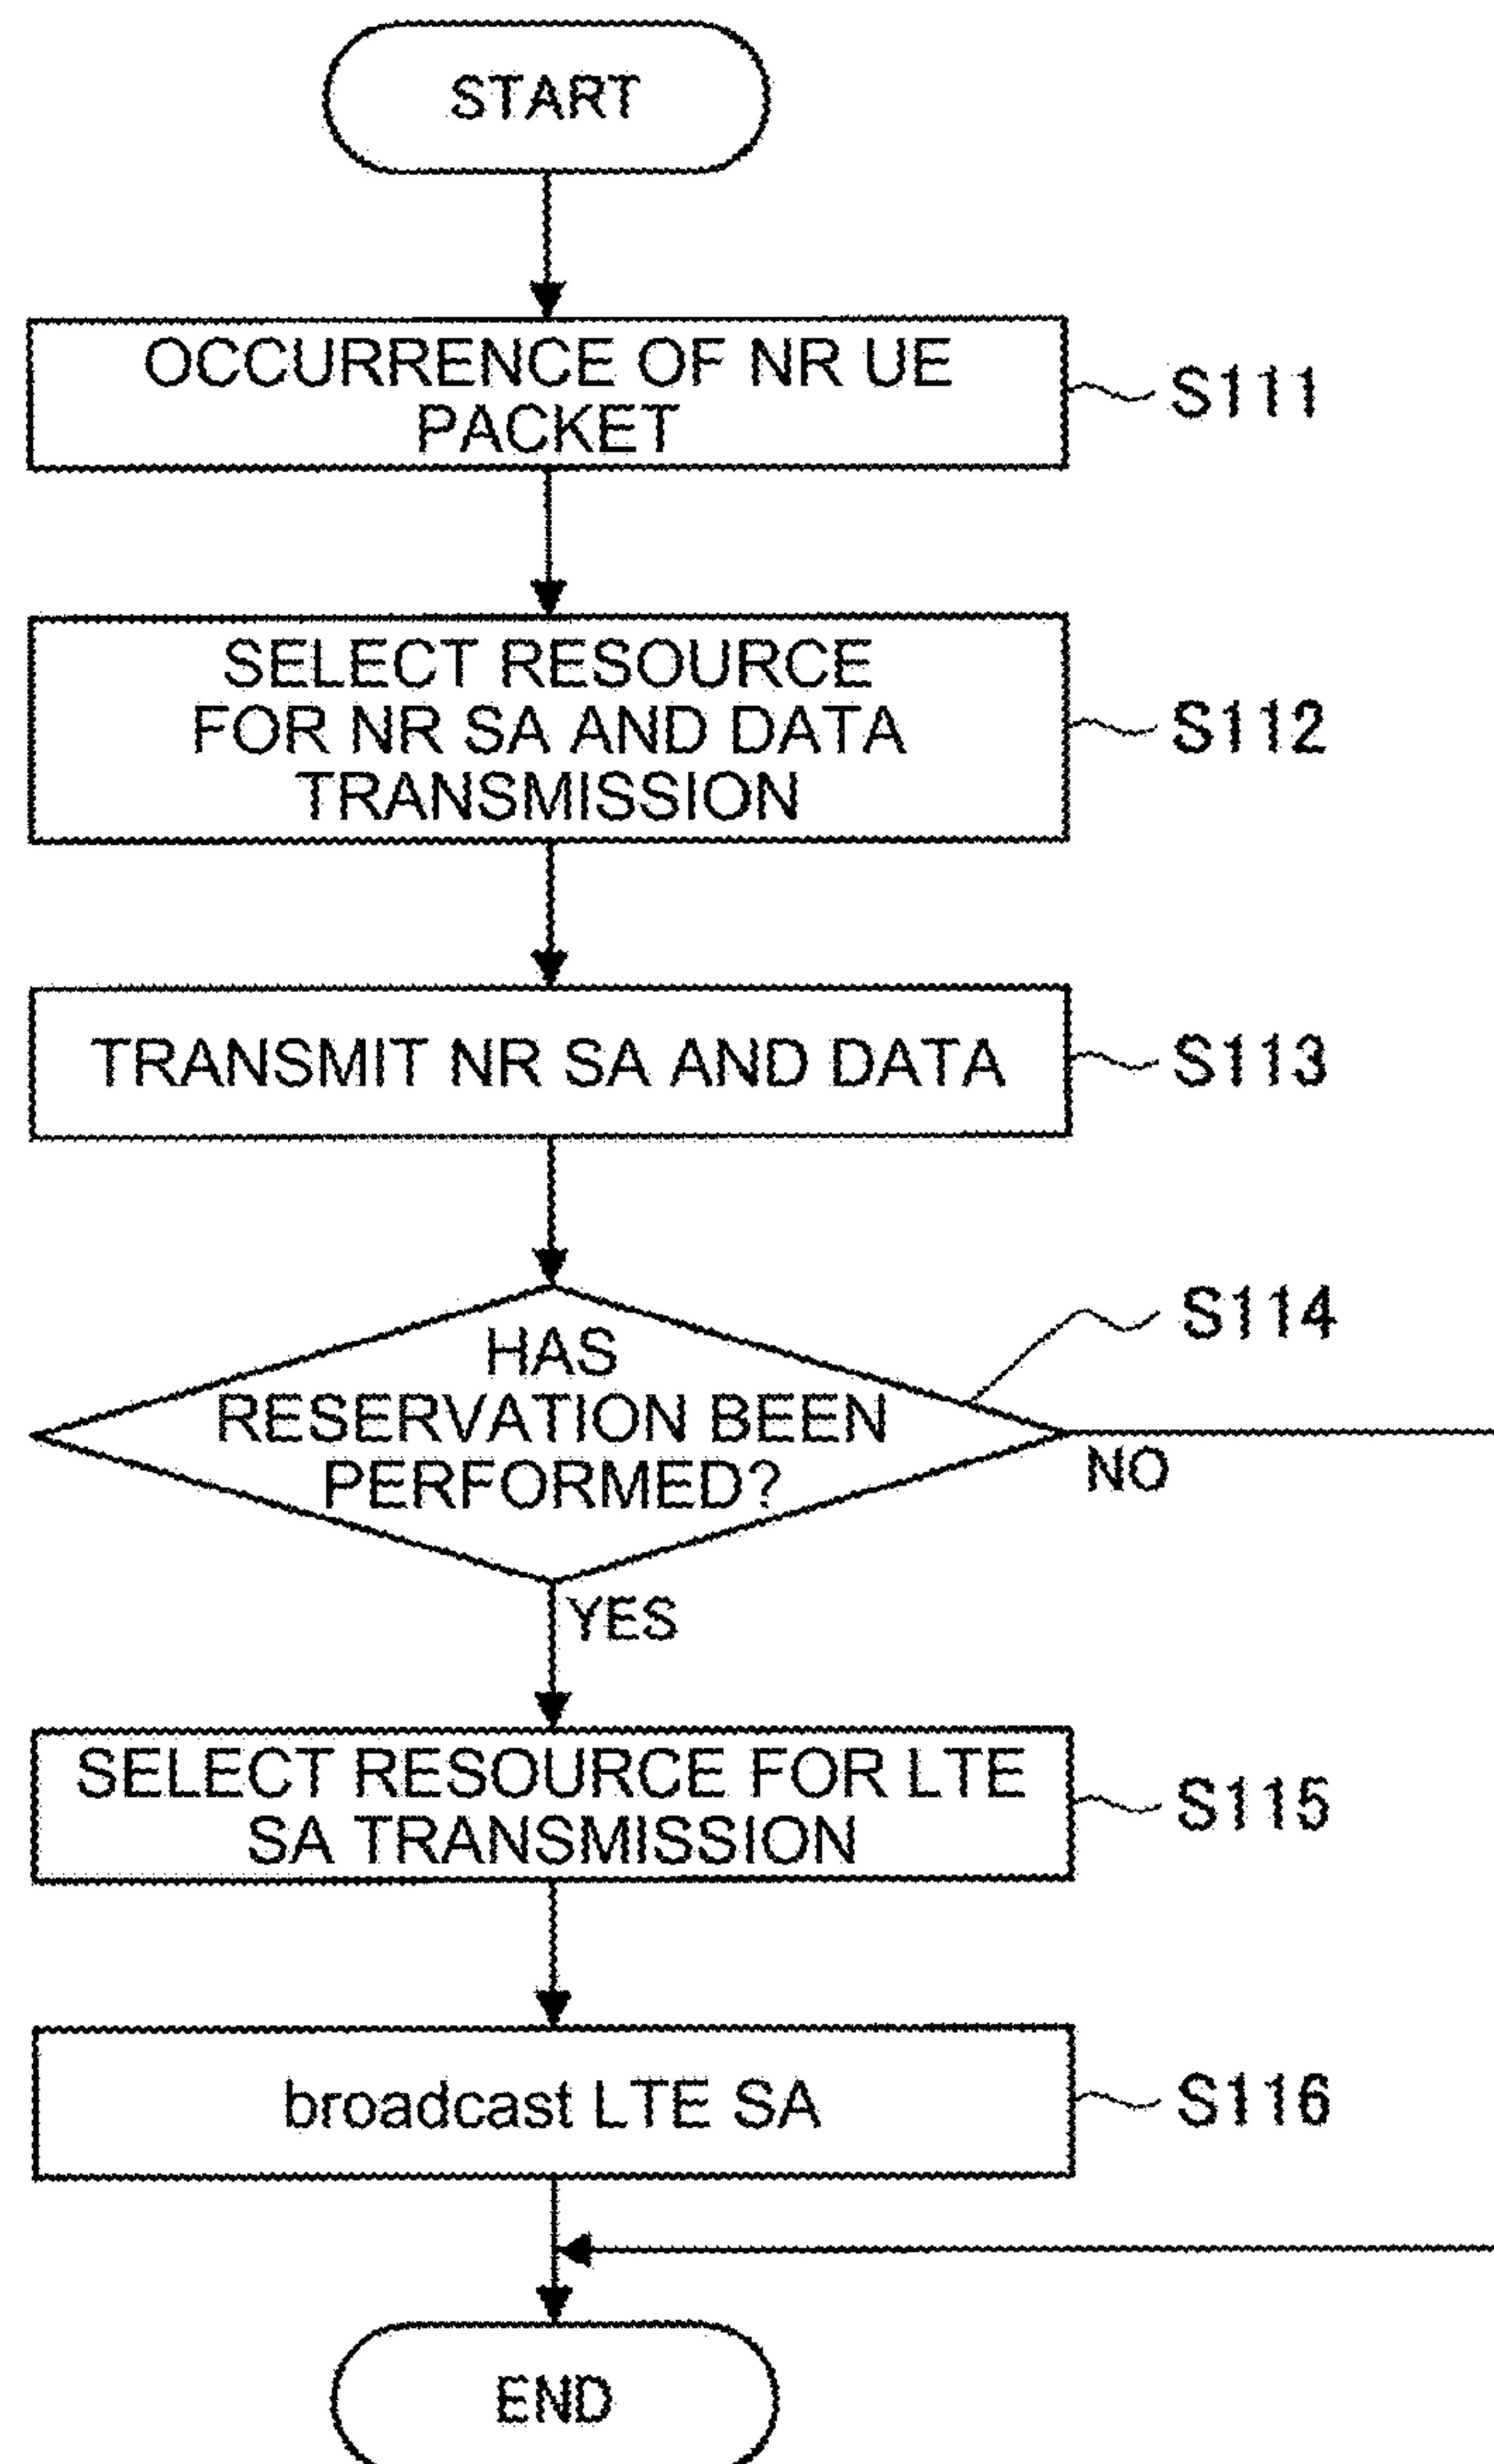 START
OCCURRENCE OF NR UE
PACKET
S111
SELECT RESOURCE
FOR NR SA AND DATA
TRANSMISSION
S112
TRANSMIT NR SA AND DATA
S113
HAS
RESERVATION BEEN
PERFORMED?
S114
NO
YES
SELECT RESOURCE FOR LTE
SA TRANSMISSION
S115
broadcast LTE SA
S116
END